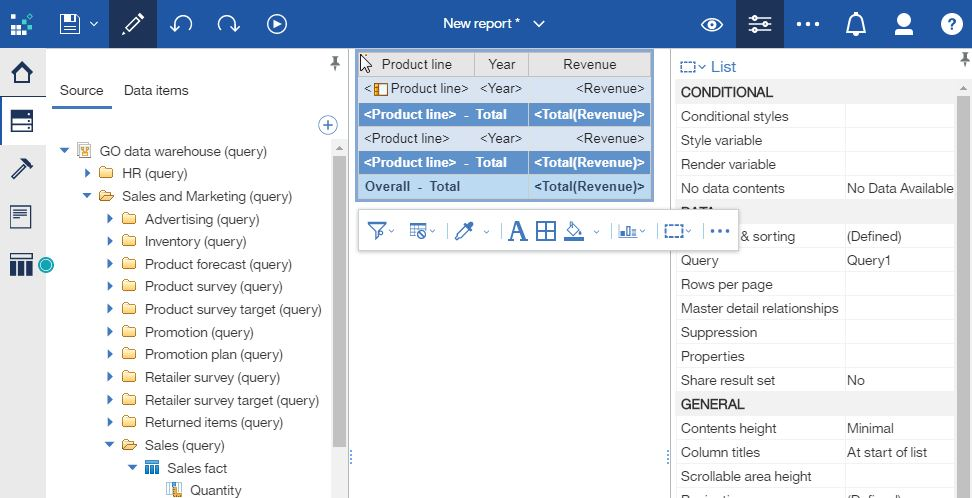 New report *
?
Source Data items
GO data warehouse (query)
HR (query)
Sales and Marketing (query)
Advertising (query)
Inventory (query)
Product forecast (query)
Product survey (query)
Product survey target (query)
Promotion (query)
Promotion plan (query)
Retailer survey (query)
Retailer survey target (query)
Returned items (query)
Sales (query)
Sales fact
Quantity
Product line Year Revenue
< Product line> <Year> <Revenue>
<Product line> - Total <Total(Revenue)>
<Product line> <Year> <Revenue>
<Product line> - Total <Total(Revenue)>
Overall - Total <Total(Revenue)>
A
List
CONDITIONAL
Conditional styles
Style variable
Render variable
No data contents No Data Available
DATA
& sorting (Defined)
Query Query1
Rows per page
Master detail relationships
Suppression
Properties
Share result set No
GENERAL
Contents height Minimal
Column titles At start of list
Scrollable area height